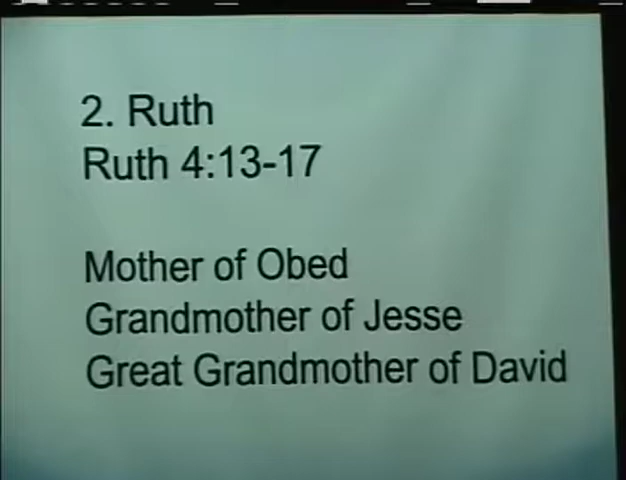 2. Ruth
Ruth 4:13-17
Mother of Obed
Grandmother of Jesse
Great Grandmother of David